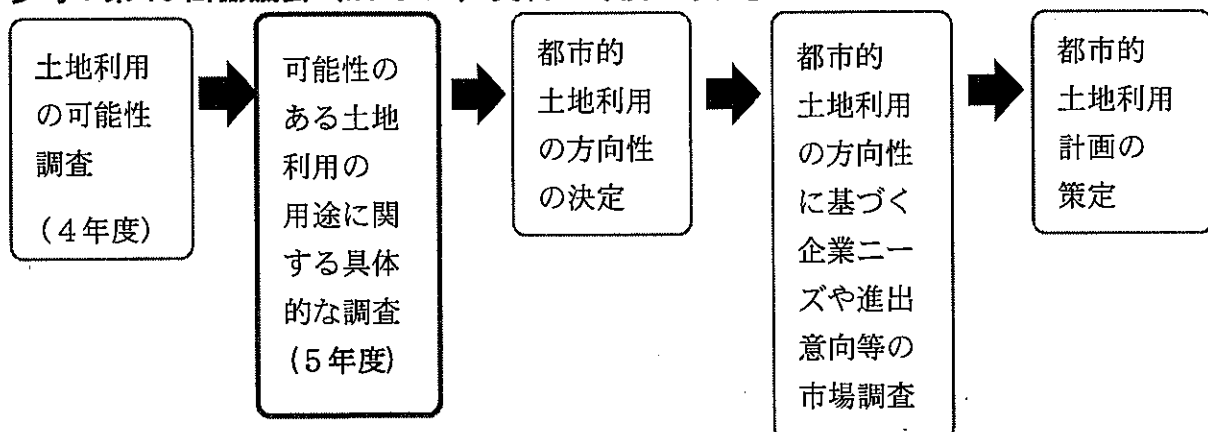 土地利用
の可能性
調査
(4年度)
可能性の
ある土地
利用の
用途に関
する具体
的な調査
(5年度)
都市的
土地利用
の方向性
の決定
都市的
土地利用
の方向性
に基づく
企業ニー
ズや進出
意向等の
市場調査
都市的
土地利用
計画の
策定